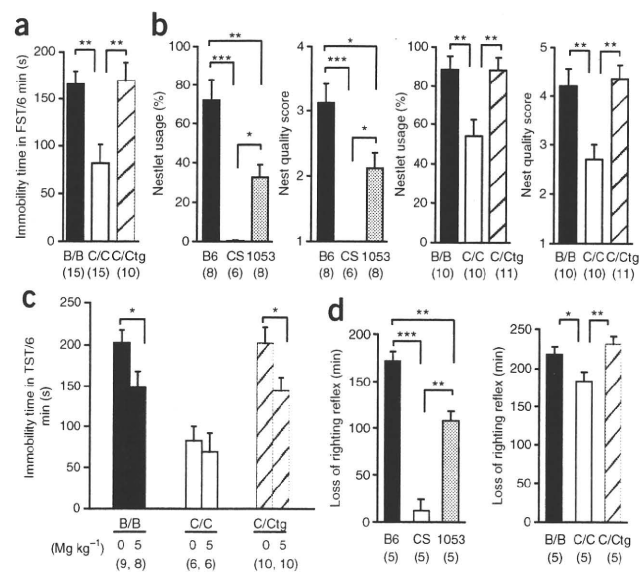 a
Immobility time in FST/6 min (s)
200
150
100
50
0
** **
B/B C/C C/Ctg
(15) (15) (10)
b
Nestlet usage (%)
100
80
60
40
20
0
**
***
*
B6 CS 1053
(8) (6) (8)
Nest quality score
4
3
2
1
*
***
*
B6 CS 1053
(8) (6) (8)
Nestlet usage (%)
100
80
60
40
20
0
** **
B/B C/C C/Ctg
(10) (10) (11)
Nest quality score
5
4
3
2
1
** **
B/B C/C C/Ctg
(10) (10) (11)
c
Immobility time in TST/6
min (s)
250
200
150
100
50
0
* *
B/B C/C C/Ctg
(Mg kg⁻¹) 0 5 0 5 0 5
(9, 8) (6, 6) (10, 10)
d
Loss of righting reflex (min)
200
150
100
50
0
**
***
**
B6 CS 1053
(5) (5) (5)
Loss of righting reflex (min)
250
200
150
100
50
0
* **
B/B C/C C/Ctg
(5) (5) (5)